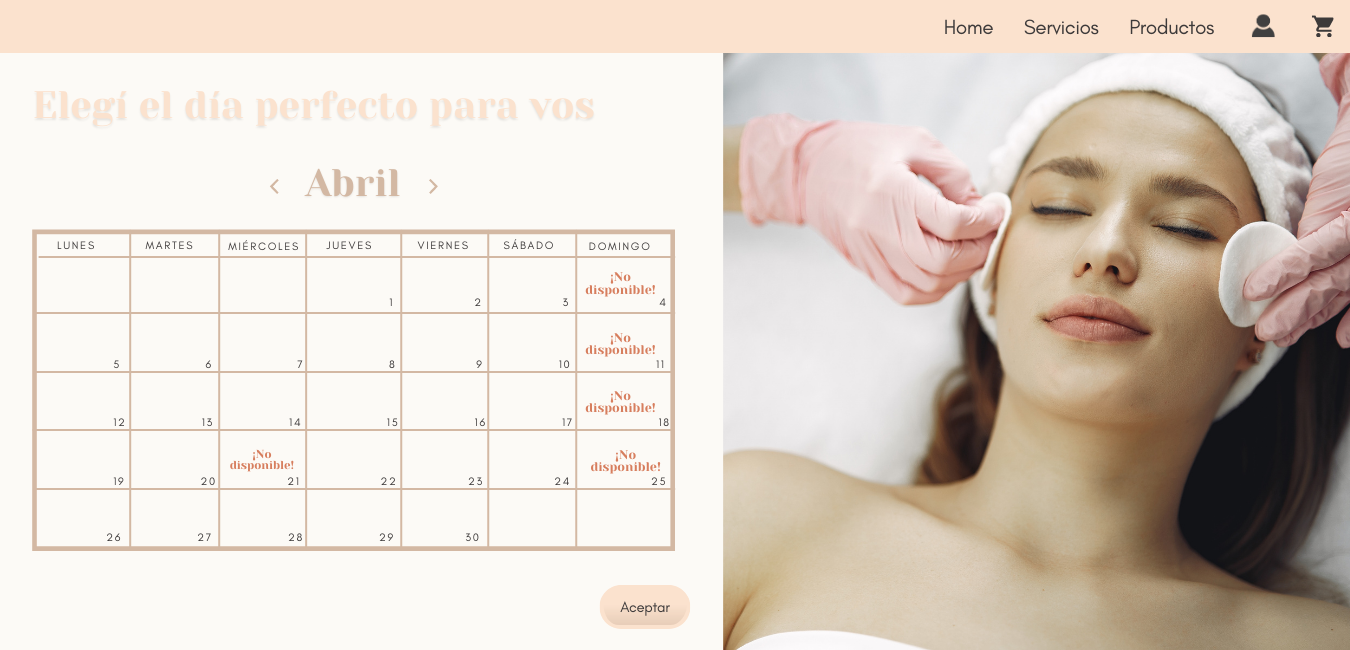 Home Servicios Productos
Elegí el día perfecto para vos
Abril
LUNES MARTES MIÉRCOLES JUEVES VIERNES SÁBADO DOMINGO
¡No
disponible!
1 2 3 4
¡No
disponible!
5 6 7 8 9 10 11
¡No
disponible!
12 13 14 15 16 17 18
¡No
disponible!
¡No
disponible!
19 20 21 22 23 24 25
26 27 28 29 30
Aceptar